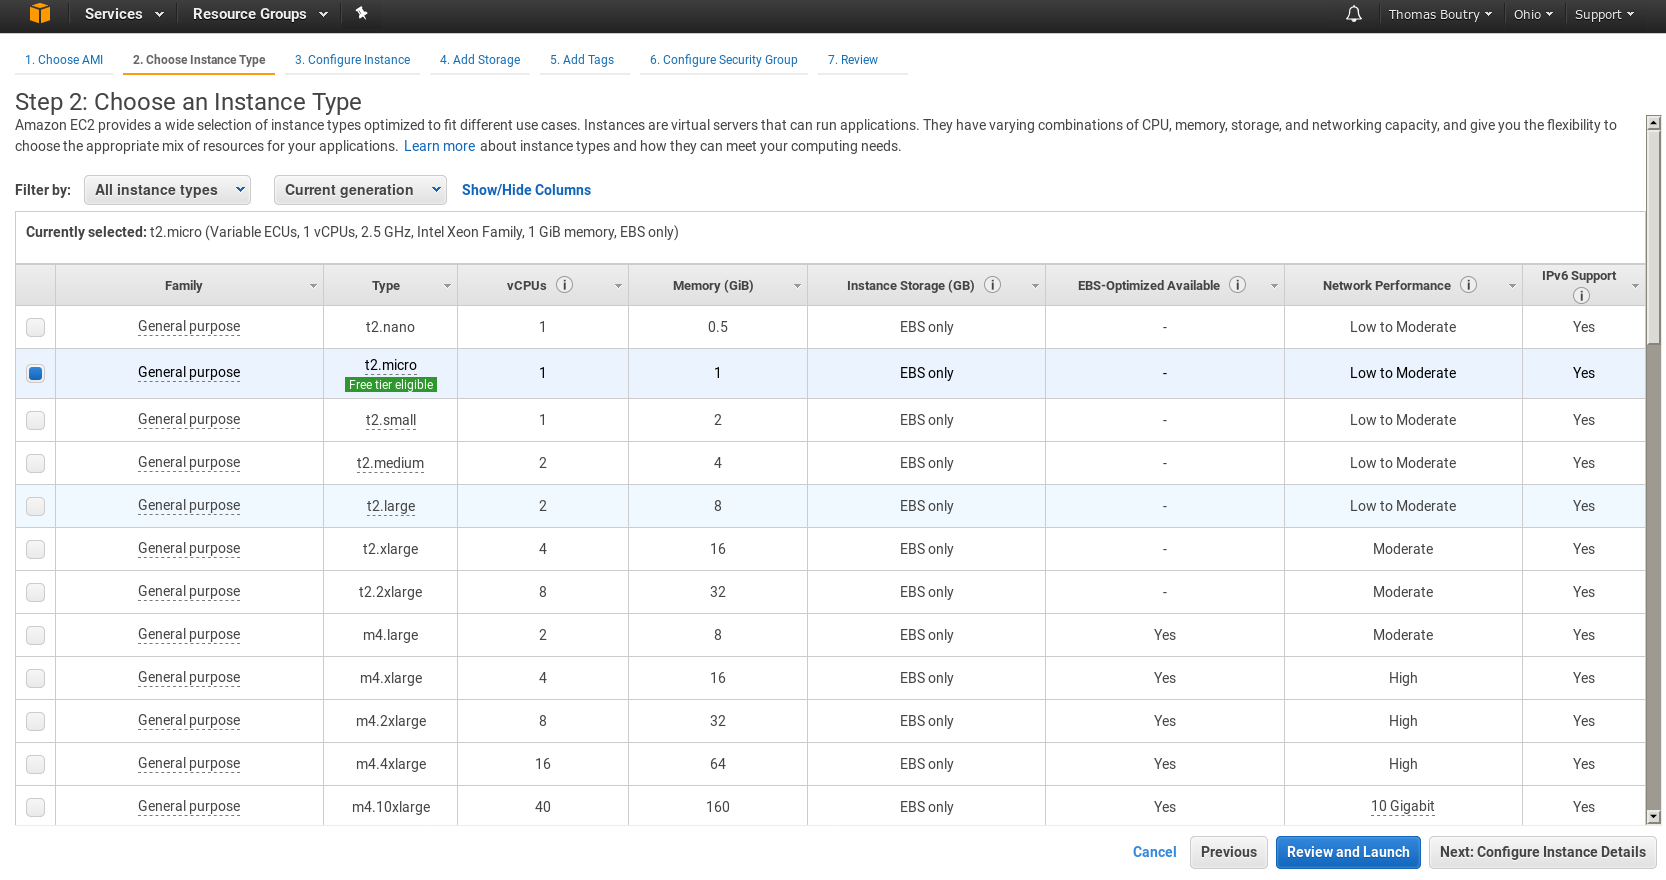 Services Resource Groups Thomas Boutry Ohio Support
1. Choose AMI 2. Choose Instance Type 3. Configure Instance 4. Add Storage 5. Add Tags 6. Configure Security Group 7. Review
Step 2: Choose an Instance Type
Amazon EC2 provides a wide selection of instance types optimized to fit different use cases. Instances are virtual servers that can run applications. They have varying combinations of CPU, memory, storage, and networking capacity, and give you the flexibility to
choose the appropriate mix of resources for your applications. Learn more about instance types and how they can meet your computing needs.
Filter by: All instance types Current generation Show/Hide Columns
Currently selected: t2.micro (Variable ECUs, 1 vCPUs, 2.5 GHz, Intel Xeon Family, 1 GiB memory, EBS only)
Family Type vCPUs i Memory (GiB) Instance Storage (GB) i EBS-Optimized Available i Network Performance i IPv6 Support i
General purpose t2.nano 1 0.5 EBS only - Low to Moderate Yes
General purpose t2.micro 1 1 EBS only - Low to Moderate Yes
Free tier eligible
General purpose t2.small 1 2 EBS only - Low to Moderate Yes
General purpose t2.medium 2 4 EBS only - Low to Moderate Yes
General purpose t2.large 2 8 EBS only - Low to Moderate Yes
General purpose t2.xlarge 4 16 EBS only - Moderate Yes
General purpose t2.2xlarge 8 32 EBS only - Moderate Yes
General purpose m4.large 2 8 EBS only Yes Moderate Yes
General purpose m4.xlarge 4 16 EBS only Yes High Yes
General purpose m4.2xlarge 8 32 EBS only Yes High Yes
General purpose m4.4xlarge 16 64 EBS only Yes High Yes
General purpose m4.10xlarge 40 160 EBS only Yes 10 Gigabit Yes
Cancel Previous Review and Launch Next: Configure Instance Details